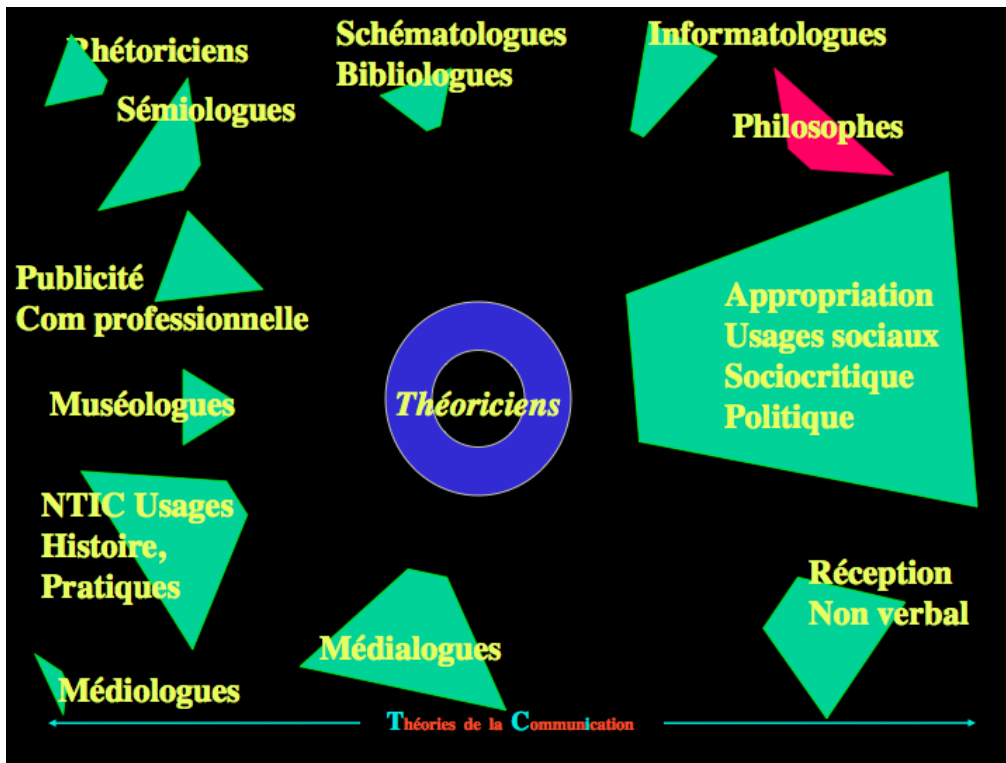 Rhétoriciens
Schématologues
Bibliologues
Informatologues
Sémiologues
Philosophes
Publicité
Com professionnelle
Appropriation
Usages sociaux
Sociocritique
Politique
Muséologues
Théoriciens
NTIC Usages
Histoire,
Pratiques
Réception
Non verbal
Médialogues
Médiologues
Théories de la Communication